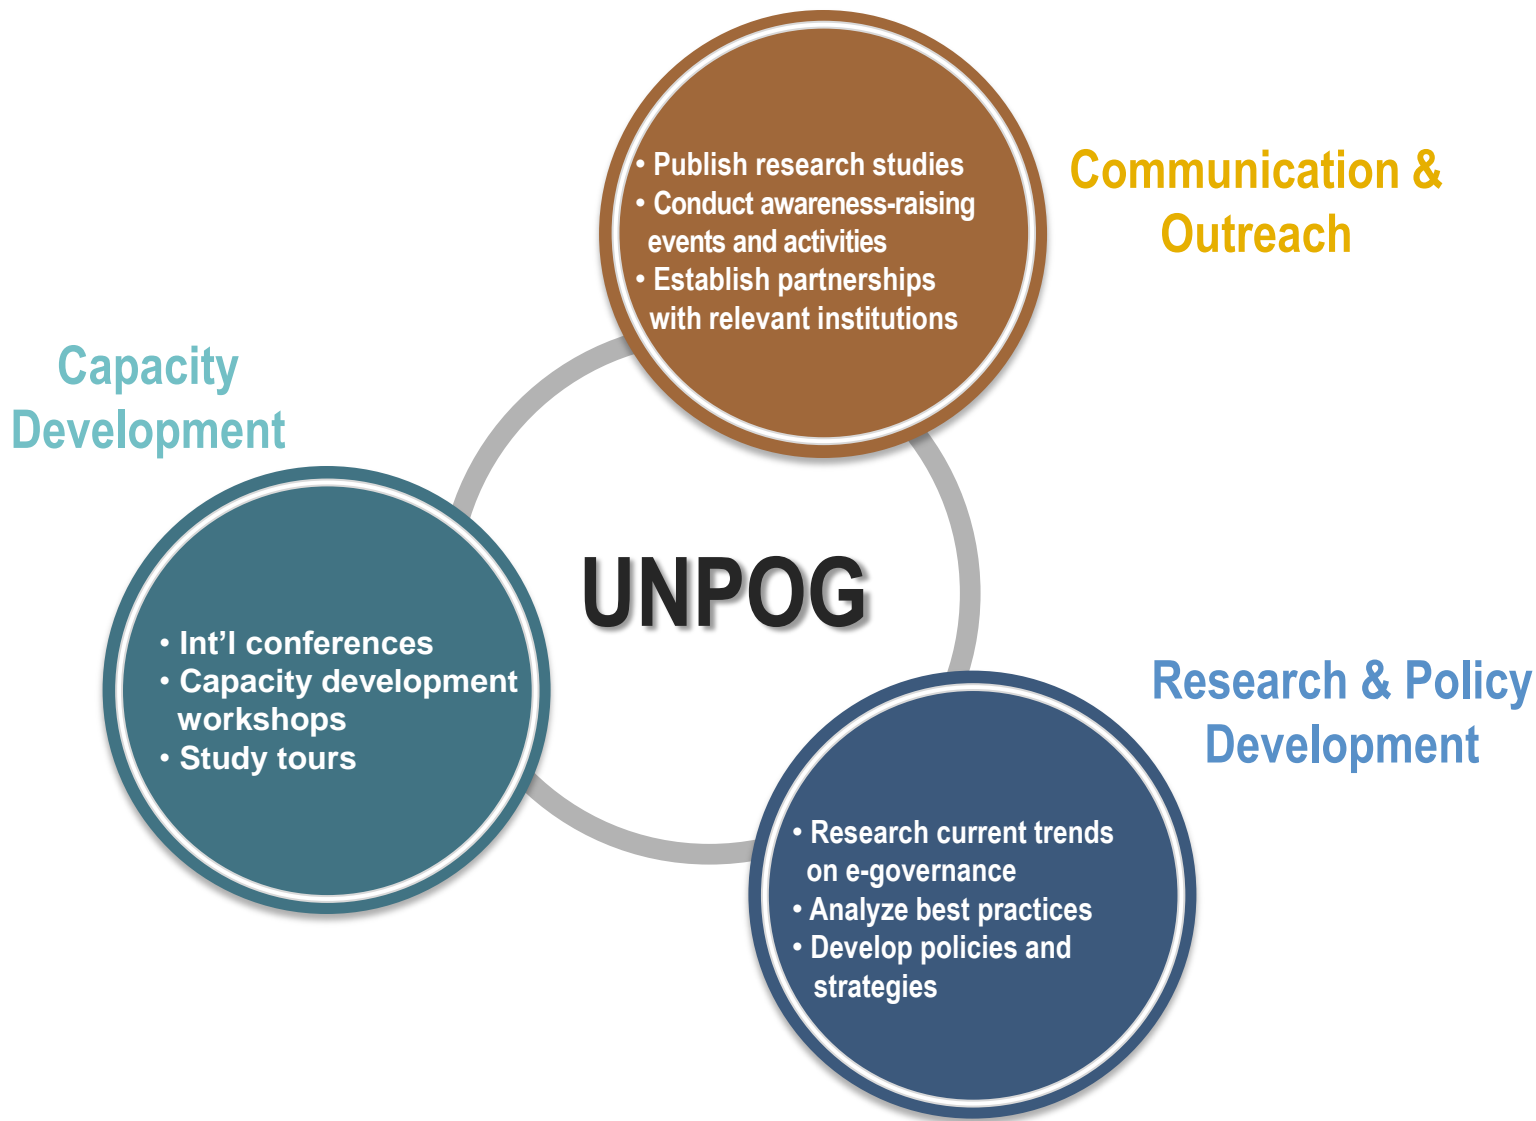 Communication &
Outreach
• Publish research studies
• Conduct awareness-raising
events and activities
• Establish partnerships
with relevant institutions
Capacity
Development
• Int’l conferences
• Capacity development
workshops
• Study tours
UNPOG
Research & Policy
Development
• Research current trends
on e-governance
• Analyze best practices
• Develop policies and
strategies